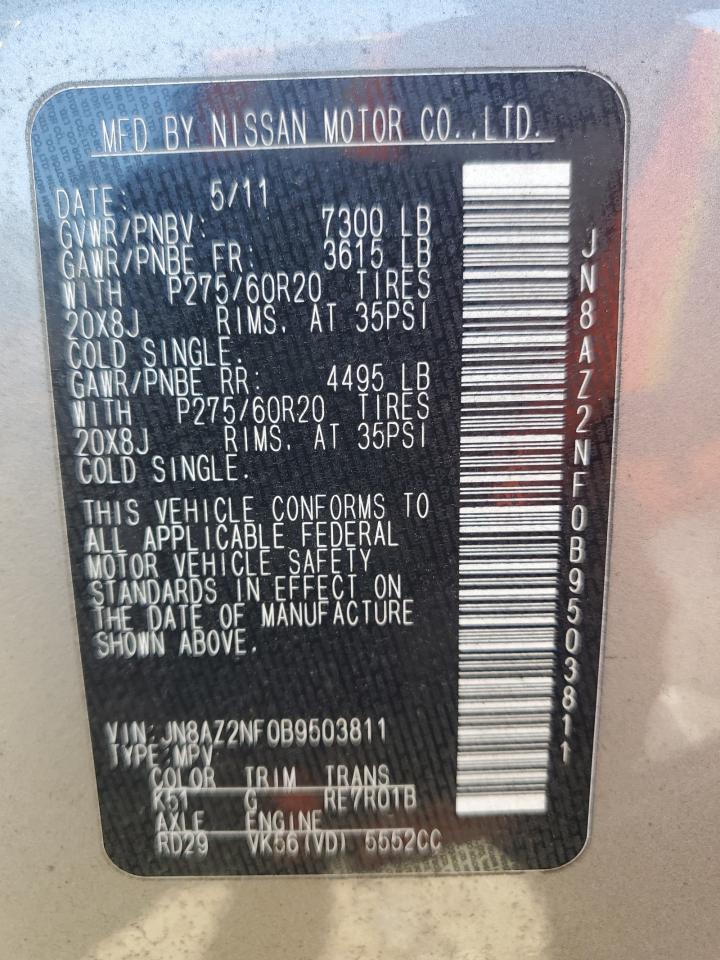 MFD BY NISSAN MOTOR CO.,LTD.
DATE: 5/11
GVWR/PNBV: 7300 LB
GAWR/PNBE FR: 3615 LB
WITH P275/60R20 TIRES
20X8J RIMS, AT 35PSI
COLD SINGLE.
GAWR/PNBE RR: 4495 LB
WITH P275/60R20 TIRES
20X8J RIMS, AT 35PSI
COLD SINGLE.
THIS VEHICLE CONFORMS TO
ALL APPLICABLE FEDERAL
MOTOR VEHICLE SAFETY
STANDARDS IN EFFECT ON
THE DATE OF MANUFACTURE
SHOWN ABOVE.
VIN:JN8AZ2NF0B9503811
TYPE:MPV
COLOR TRIM TRANS
K51 G RE7R01B
AXLE ENGINE
RD29 VK56(VD) 5552CC
JN8AZ2NF0B9503811